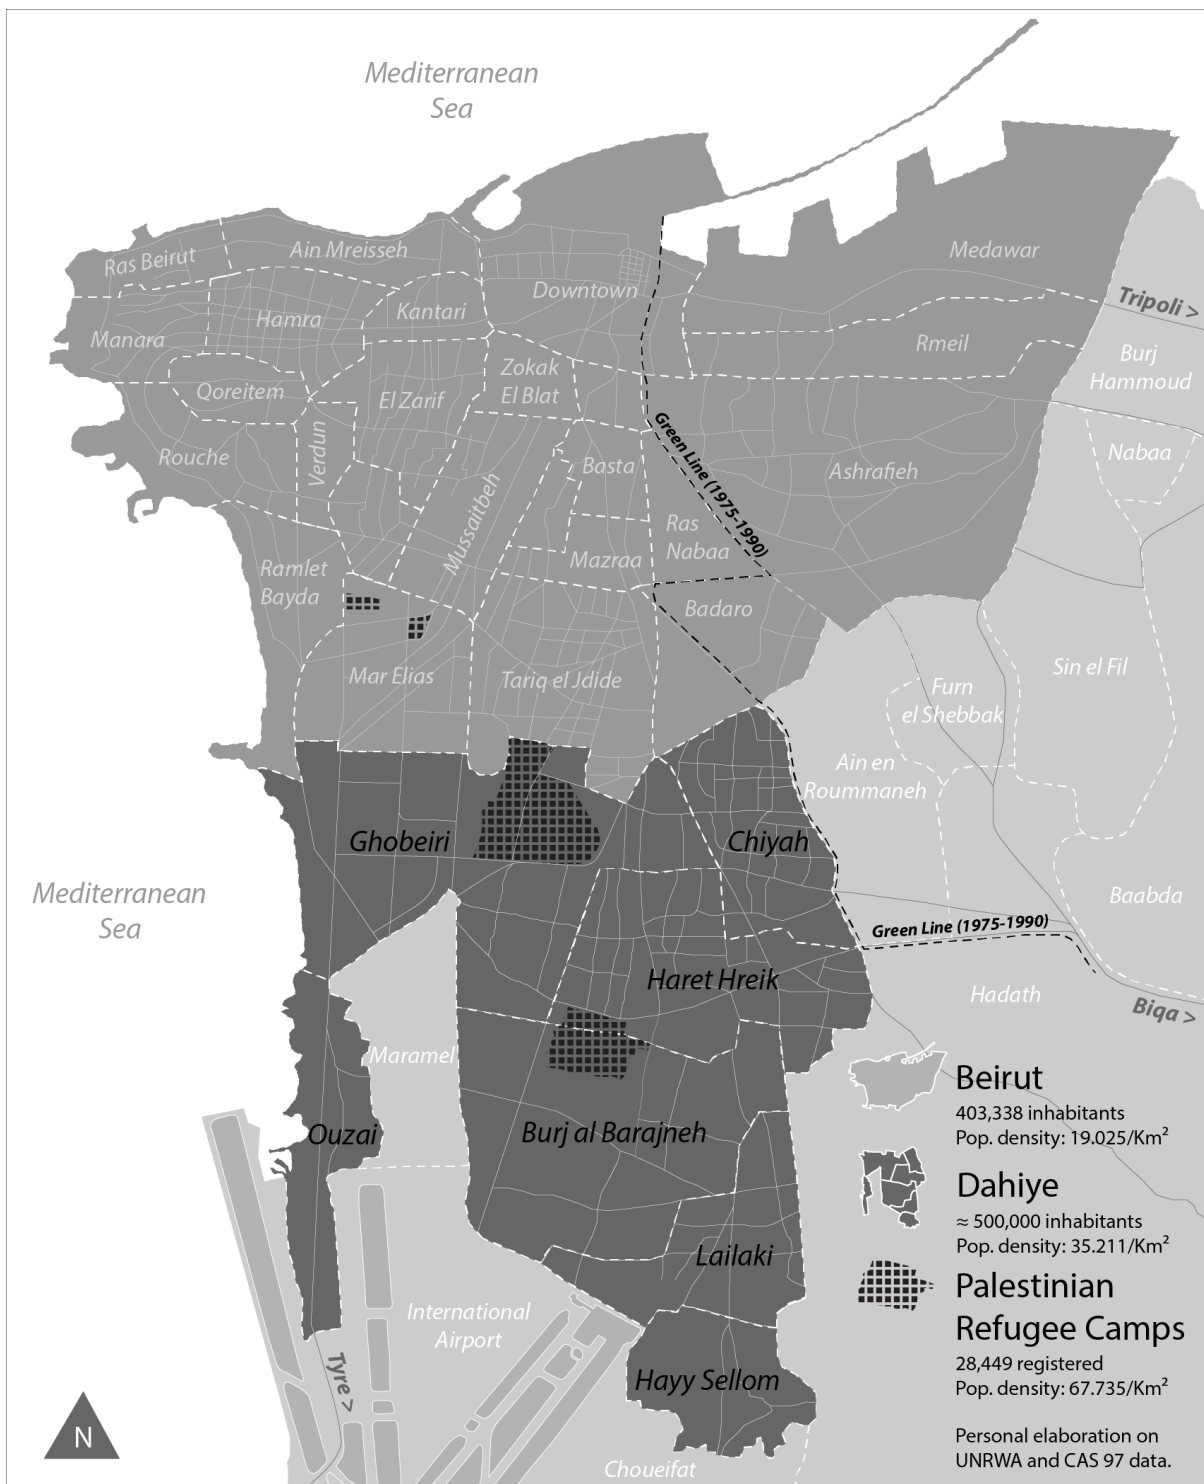 Mediterranean
Sea
Ras Beirut
Ain Mreisseh
Medawar
Downtown
Tripoli >
Kantari
Hamra
Manara
Rmeil
Burj
Hammoud
Zokak
El Blat
Qoreitem
El Zarif
Green Line (1975-1990)
Nabaa
Verdun
Rouche
Basta
Ashrafieh
Mussaitbeh
Ras
Nabaa
Mazraa
Ramlet
Bayda
Badaro
Mar Elias
Tariq el Jdide
Sin el Fil
Furn
el Shebbak
Ain en
Roummaneh
Ghobeiri
Chiyah
Mediterranean
Sea
Baabda
Green Line (1975-1990)
Haret Hreik
Hadath
Biqa >
Maramel
Ouzai
Burj al Barajneh
Lailaki
International
Airport
Tyre >
Hayy Sellom
Choueifat
N
Beirut
403,338 inhabitants
Pop. density: 19.025/Km²
Dahiye
≈ 500,000 inhabitants
Pop. density: 35.211/Km²
Palestinian
Refugee Camps
28,449 registered
Pop. density: 67.735/Km²
Personal elaboration on
UNRWA and CAS 97 data.